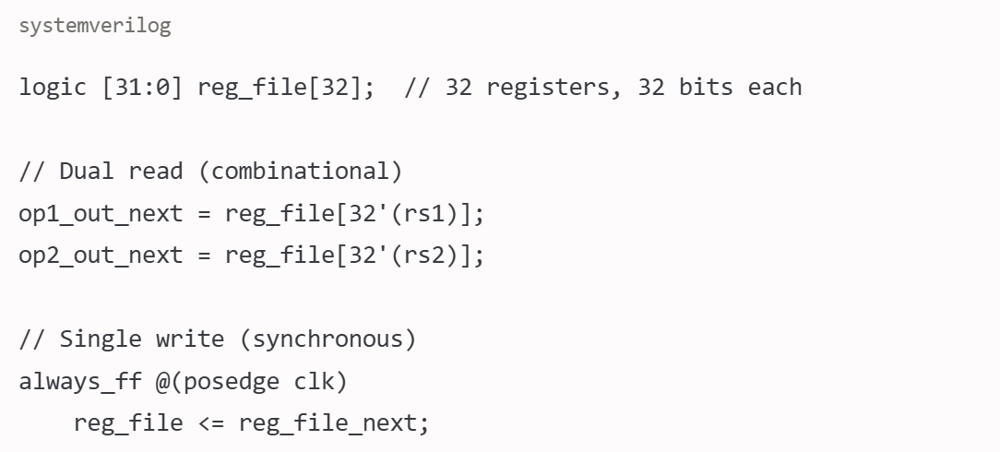 systemverilog
logic [31:0] reg_file[32];  // 32 registers, 32 bits each
// Dual read (combinational)
op1_out_next = reg_file[32'(rs1)];
op2_out_next = reg_file[32'(rs2)];
// Single write (synchronous)
always_ff @(posedge clk)
    reg_file <= reg_file_next;